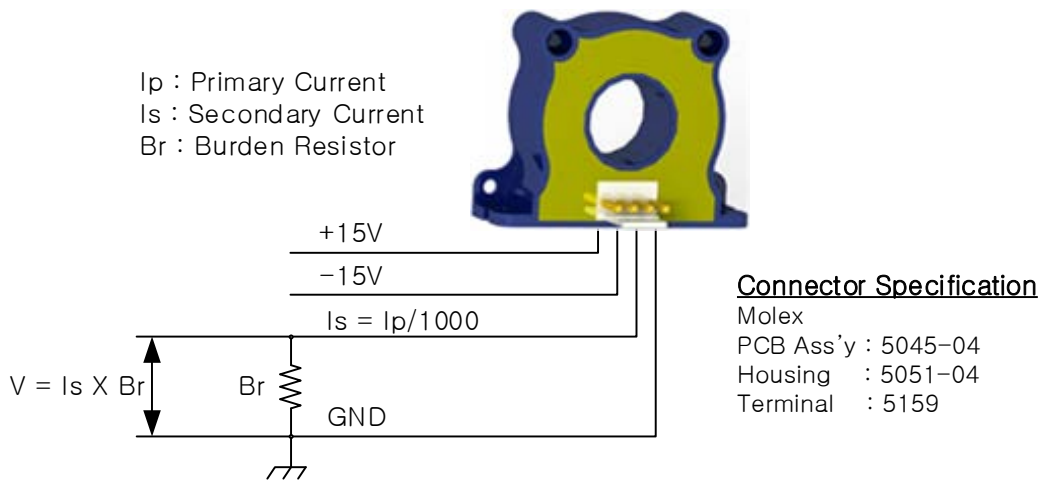 Ip : Primary Current
Is : Secondary Current
Br : Burden Resistor
+15V
-15V
Is = Ip/1000
V = Is X Br
Br
GND
Connector Specification
Molex
PCB Ass'y : 5045-04
Housing : 5051-04
Terminal : 5159